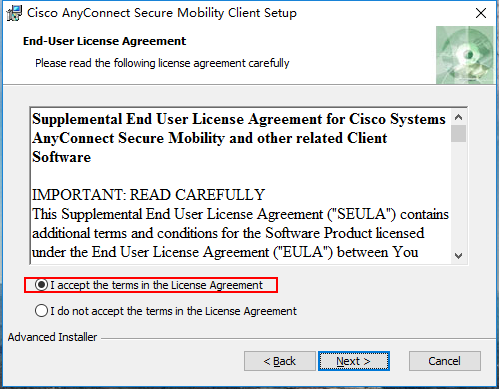 Cisco AnyConnect Secure Mobility Client Setup
End-User License Agreement
Please read the following license agreement carefully
Supplemental End User License Agreement for Cisco Systems
AnyConnect Secure Mobility and other related Client
Software
IMPORTANT: READ CAREFULLY
This Supplemental End User License Agreement ("SEULA") contains
additional terms and conditions for the Software Product licensed
under the End User License Agreement ("EULA") between You
I accept the terms in the License Agreement
I do not accept the terms in the License Agreement
Advanced Installer
< Back
Next >
Cancel